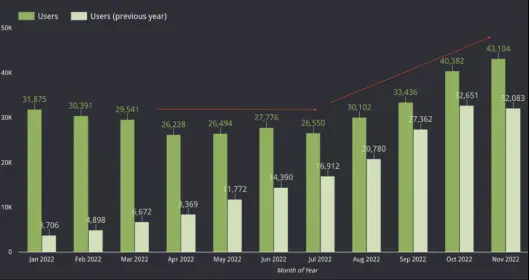 Users Users (previous year)
50K
40K
30K
20K
10K
0
31,875
30,391
29,541
26,228
26,494
27,776
26,550
30,102
33,436
40,382
43,104
3,706
4,898
6,672
8,369
11,772
14,390
16,912
20,780
27,362
32,651
32,083
Jan 2022 Feb 2022 Mar 2022 Apr 2022 May 2022 Jun 2022 Jul 2022 Aug 2022 Sep 2022 Oct 2022 Nov 2022
Month of Year